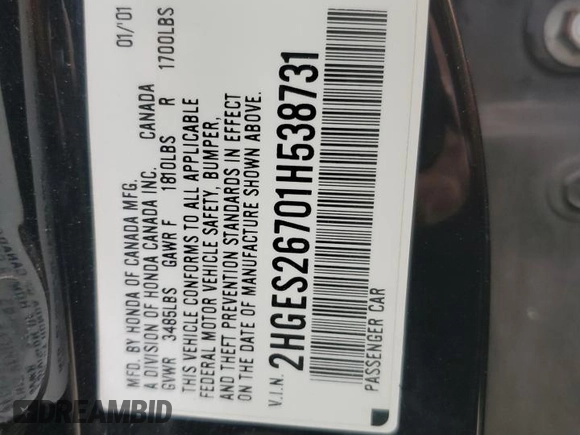 MFD. BY HONDA OF CANADA MFG. 01/'01
A DIVISION OF HONDA CANADA INC. CANADA
GVWR 3485LBS GAWR F 1810LBS R 1700LBS
THIS VEHICLE CONFORMS TO ALL APPLICABLE
FEDERAL MOTOR VEHICLE SAFETY, BUMPER,
AND THEFT PREVENTION STANDARDS IN EFFECT
ON THE DATE OF MANUFACTURE SHOWN ABOVE.
V.I.N. 2HGES26701H538731
PASSENGER CAR
DREAMBID